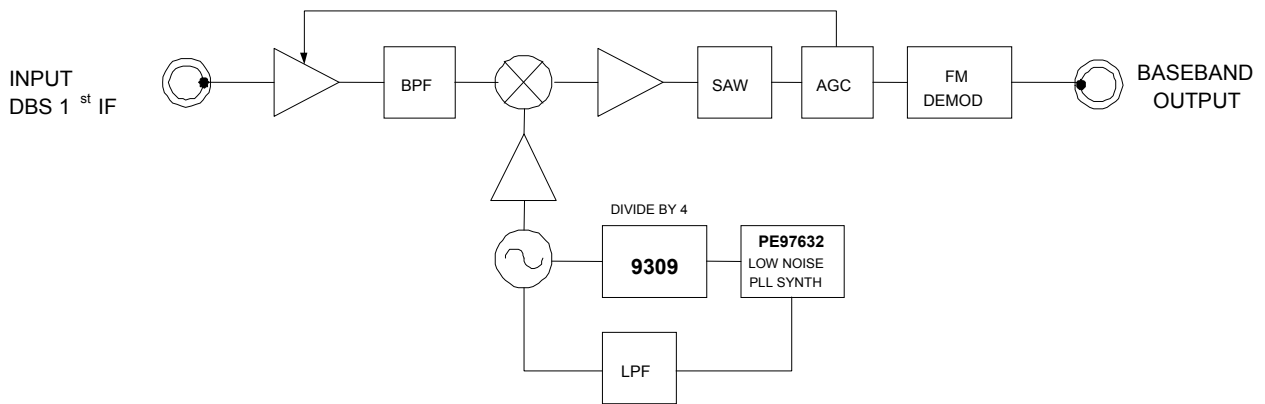 INPUT
DBS 1 st IF
BPF
SAW
AGC
FM
DEMOD
BASEBAND
OUTPUT
DIVIDE BY 4
9309
PE97632
LOW NOISE
PLL SYNTH
LPF